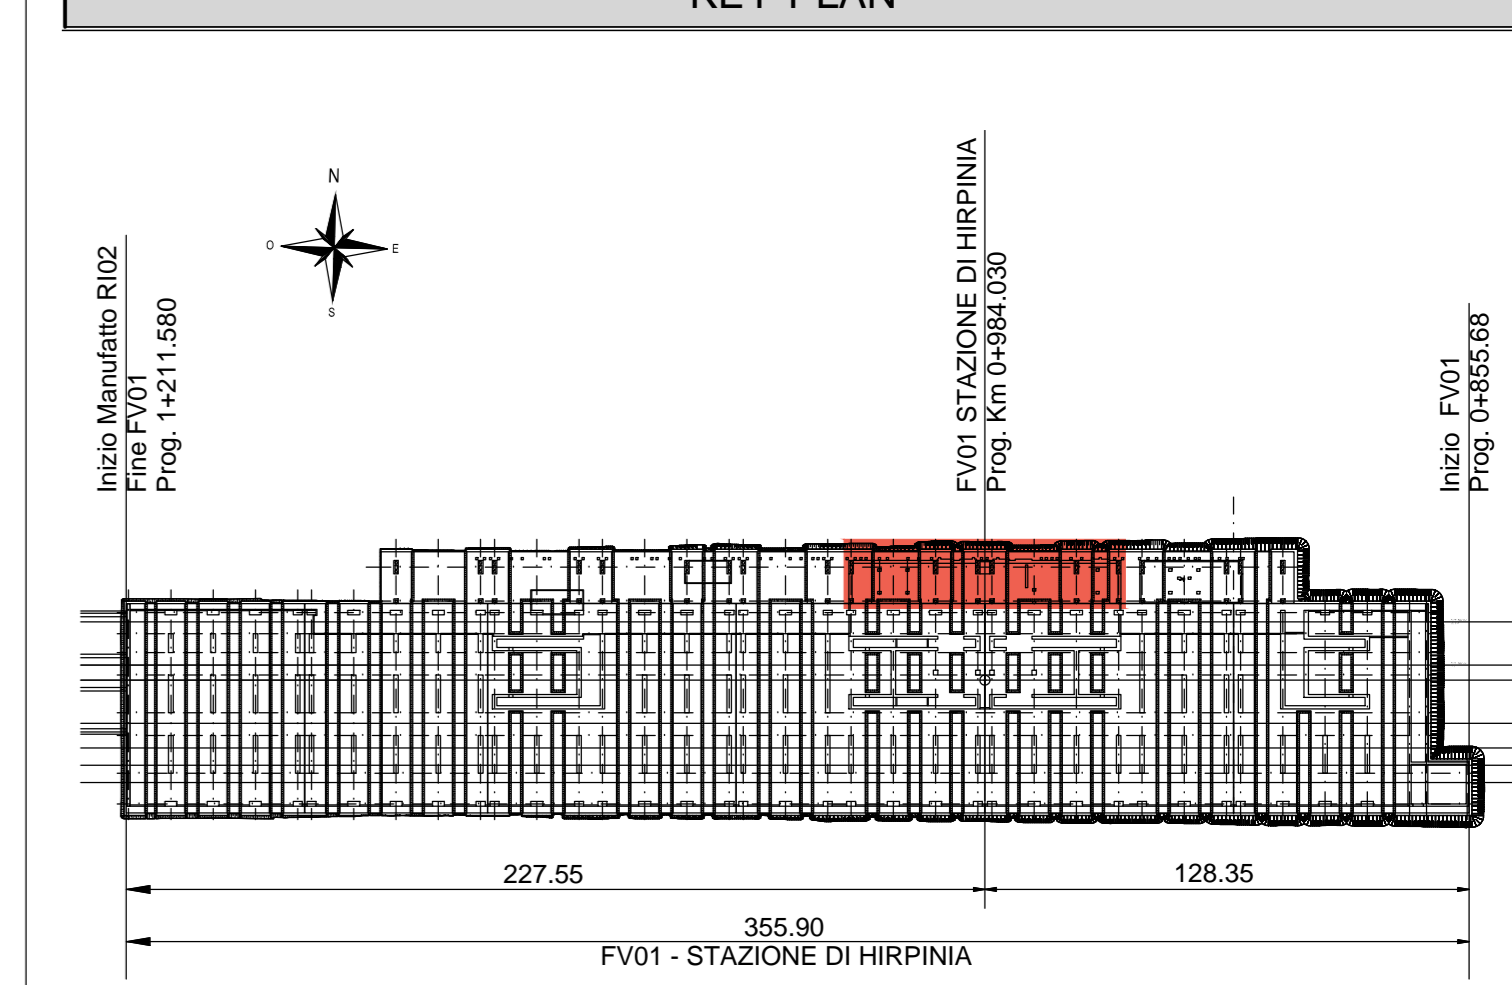 KEY PLAN
N
O
E
S
Inizio Manufatto RI02
Fine FV01
Prog. 1+211.580
FV01 STAZIONE DI HIRPINIA
Prog. Km 0+984.030
Inizio FV01
Prog. 0+855.68
227.55
128.35
355.90
FV01 - STAZIONE DI HIRPINIA